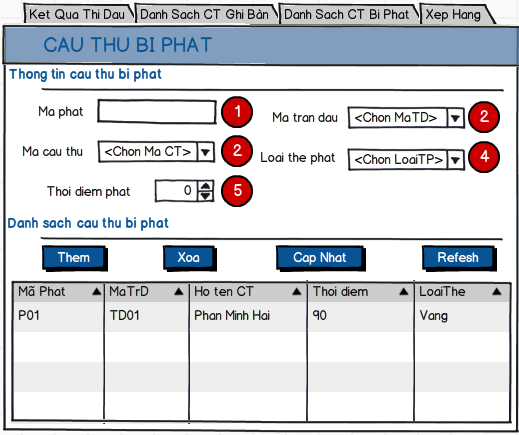 Ket Qua Thi Dau Danh Sach CT Ghi Bàn Danh Sach CT Bi Phat Xep Hang
CAU THU BI PHAT
Thong tin cau thu bi phat
Ma phat 1 Ma tran dau <Chon MaTD> 2
Ma cau thu <Chon Ma CT> 2 Loai the phat <Chon LoaiTP> 4
Thoi diem phat 0 5
Danh sach cau thu bi phat
Them Xoa Cap Nhat Refesh
Mã Phat MaTrD Ho ten CT Thoi diem LoaiThe
P01 TD01 Phan Minh Hai 90 Vang